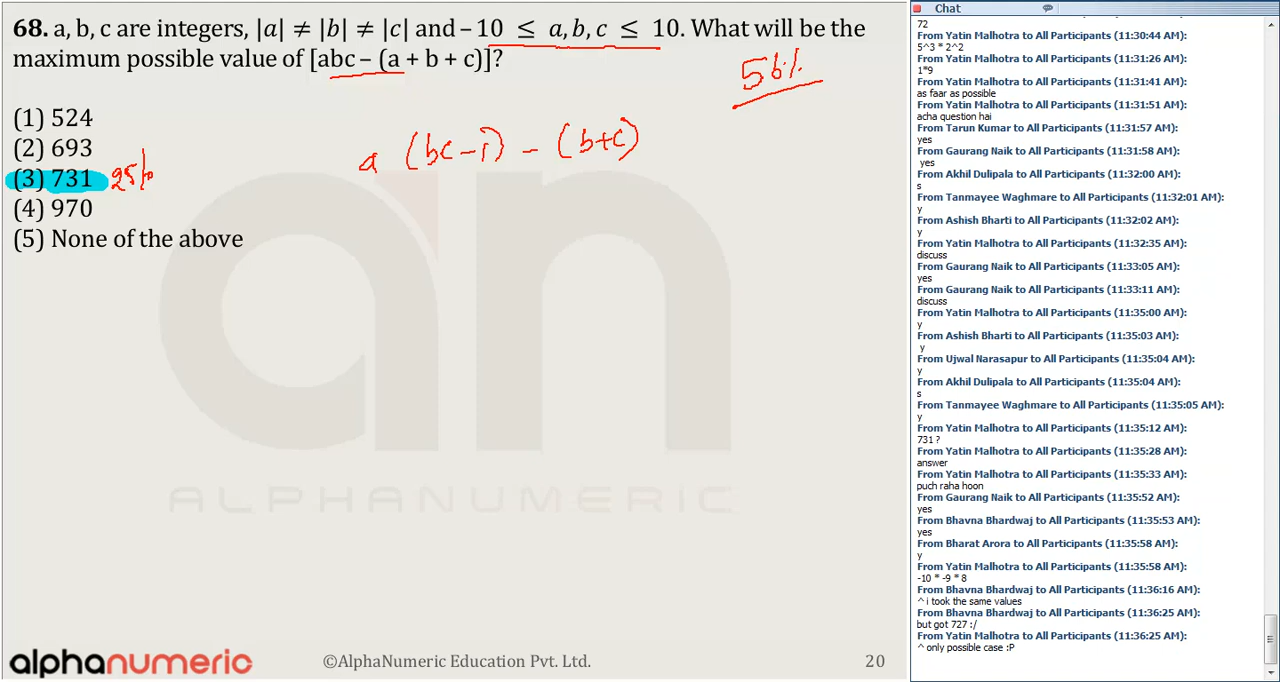 68. a, b, c are integers, |a| ≠ |b| ≠ |c| and – 10 ≤ a, b, c ≤ 10. What will be the
maximum possible value of [abc – (a + b + c)]?
56%
(1) 524
(2) 693
(3) 731 25%
(4) 970
(5) None of the above
a (bc – 1) – (b+c)
an
ALPHANUMERIC
alphanumeric
©AlphaNumeric Education Pvt. Ltd.
20
Chat
72
From Yatin Malhotra to All Participants (11:30:44 AM):
5^3 * 2^2
From Yatin Malhotra to All Participants (11:31:26 AM):
1*9
From Yatin Malhotra to All Participants (11:31:41 AM):
as faar as possible
From Yatin Malhotra to All Participants (11:31:51 AM):
acha question hai
From Tarun Kumar to All Participants (11:31:57 AM):
yes
From Gaurang Naik to All Participants (11:31:58 AM):
yes
From Akhil Dulipala to All Participants (11:32:00 AM):
s
From Tanmayee Waghmare to All Participants (11:32:01 AM):
y
From Ashish Bharti to All Participants (11:32:02 AM):
y
From Yatin Malhotra to All Participants (11:32:35 AM):
discuss
From Gaurang Naik to All Participants (11:33:05 AM):
yes
From Gaurang Naik to All Participants (11:33:11 AM):
discuss
From Yatin Malhotra to All Participants (11:35:00 AM):
y
From Ashish Bharti to All Participants (11:35:03 AM):
y
From Ujwal Narasapur to All Participants (11:35:04 AM):
y
From Akhil Dulipala to All Participants (11:35:04 AM):
s
From Tanmayee Waghmare to All Participants (11:35:05 AM):
y
From Yatin Malhotra to All Participants (11:35:12 AM):
731 ?
From Yatin Malhotra to All Participants (11:35:28 AM):
answer
From Yatin Malhotra to All Participants (11:35:33 AM):
puch raha hoon
From Gaurang Naik to All Participants (11:35:52 AM):
yes
From Bhavna Bhardwaj to All Participants (11:35:53 AM):
yes
From Bharat Arora to All Participants (11:35:58 AM):
y
From Yatin Malhotra to All Participants (11:35:58 AM):
-10 * -9 * 8
From Bhavna Bhardwaj to All Participants (11:36:16 AM):
^ i took the same values
From Bhavna Bhardwaj to All Participants (11:36:25 AM):
but got 727 :/
From Yatin Malhotra to All Participants (11:36:25 AM):
^ only possible case :P